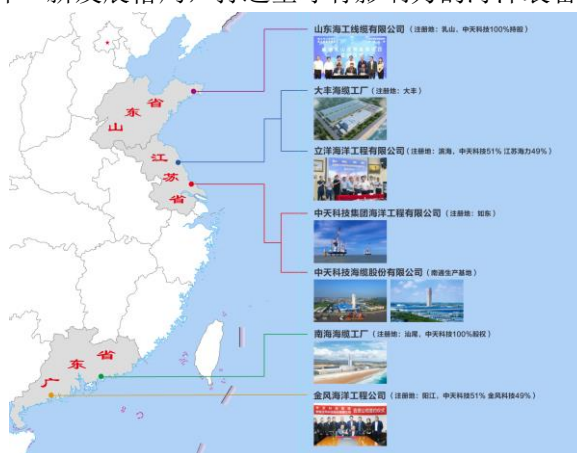 山东海工线缆有限公司（注册地：乳山，中天科技100%持股）
山东省
大丰海缆工厂（注册地：大丰）
江苏省
立洋海洋工程有限公司（注册地：滨海，中天科技51% 江苏海力49%）
中天科技集团海洋工程有限公司（注册地：如东）
中天科技海缆股份有限公司（南通生产基地）
南海海缆工厂（注册地：汕尾，中天科技100%股权）
广东省
金风海洋工程公司（注册地：阳江，中天科技51% 金风科技49%）